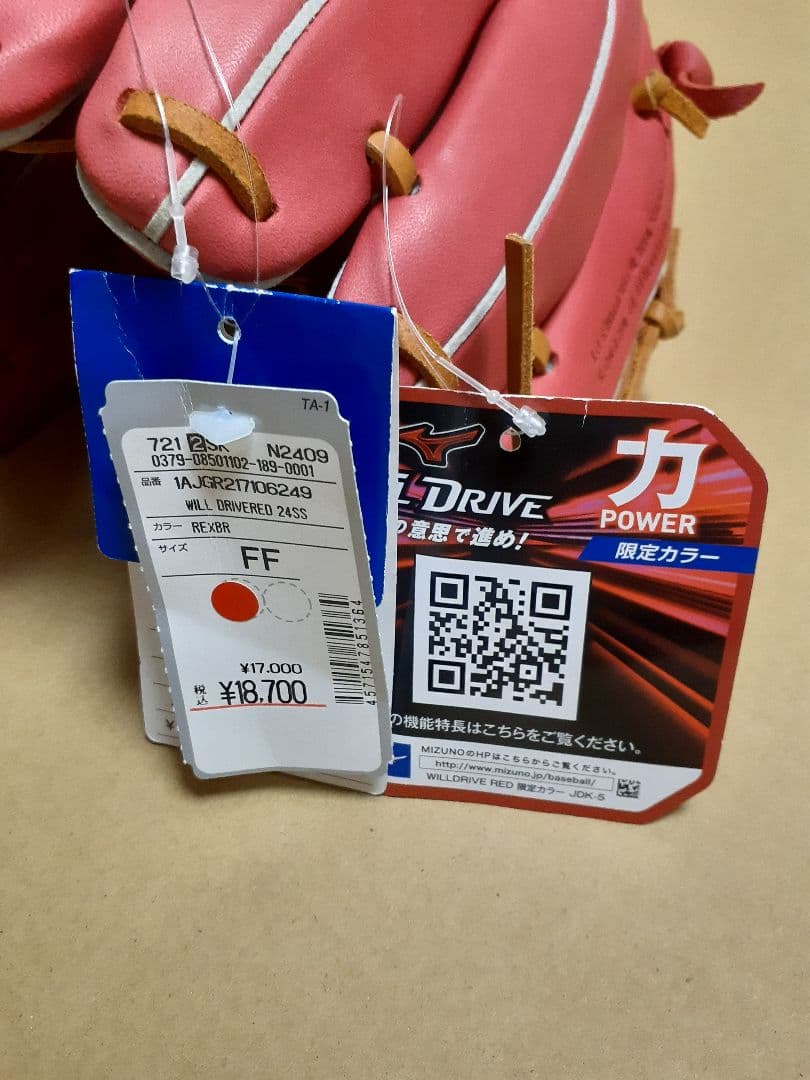 TA-1
721 2SK N2409
0379-08501102-189-0001
品番 1AJGR217106249
WILL DRIVERED 24SS
カラー RExBR
サイズ FF
¥17,000
税込 ¥18,700
4571547851364
力
POWER
DRIVE
の意思で進め!
限定カラー
の機能特長はこちらをご覧ください。
MIZUNOのHPはこちらからご覧ください。
http://www.mizuno.jp/baseball/
WILLDRIVE RED 限定カラー JDK-5